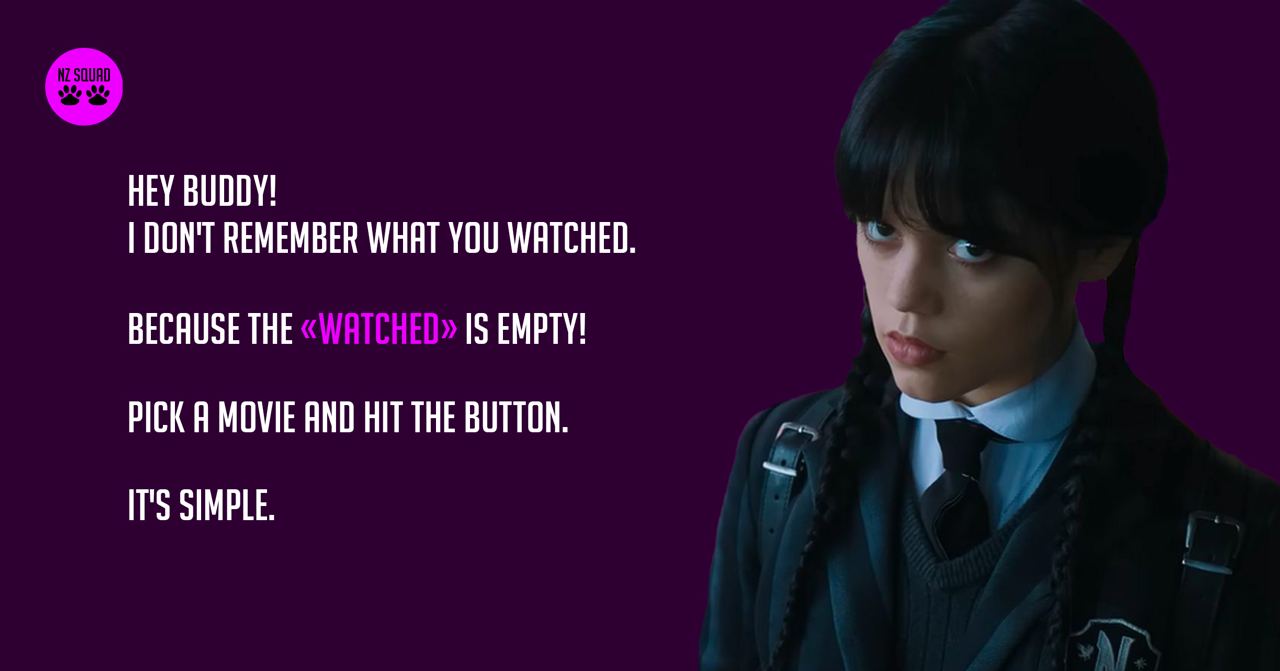 NZ SQUAD
HEY BUDDY!
I DON'T REMEMBER WHAT YOU WATCHED.
BECAUSE THE «WATCHED» IS EMPTY!
PICK A MOVIE AND HIT THE BUTTON.
IT'S SIMPLE.
N